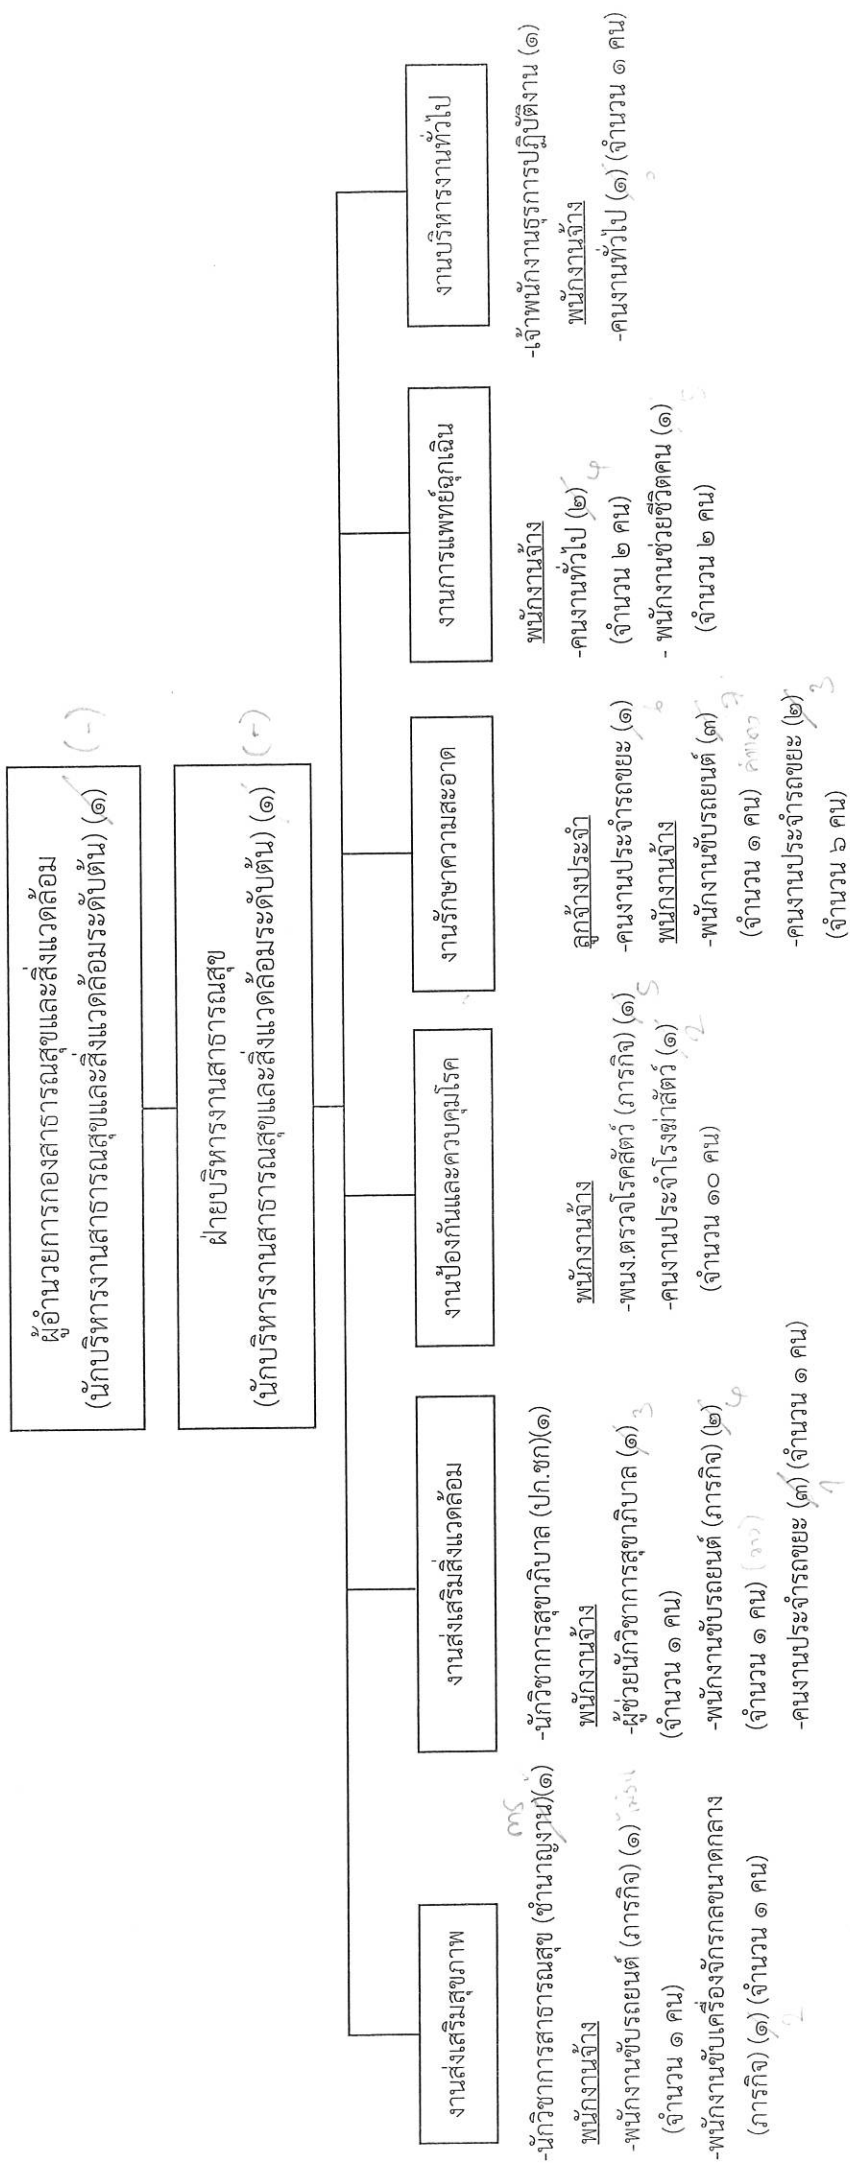 ผู้อำนวยการกองสาธารณสุขและสิ่งแวดล้อม
(นักบริหารงานสาธารณสุขและสิ่งแวดล้อมระดับต้น) (๑) (-)
ฝ่ายบริหารงานสาธารณสุข
(นักบริหารงานสาธารณสุขและสิ่งแวดล้อมระดับต้น) (๑) (-)
งานส่งเสริมสุขภาพ
-นักวิชาการสาธารณสุข (ชำนาญงาน)(๑)
พนักงานจ้าง
-พนักงานขับรถยนต์ (ภารกิจ) (๑)
(จำนวน ๑ คน)
-พนักงานขับเครื่องจักรกลขนาดกลาง
(ภารกิจ) (๑) (จำนวน ๑ คน)
2
งานส่งเสริมสิ่งแวดล้อม
-นักวิชาการสุขาภิบาล (ปก.ชก)(๑)
พนักงานจ้าง
-ผู้ช่วยนักวิชาการสุขาภิบาล (๑) 3
(จำนวน ๑ คน)
-พนักงานขับรถยนต์ (ภารกิจ) (๒) 4
(จำนวน ๑ คน)
-คนงานประจำรถขยะ (๓) (จำนวน ๑ คน)
งานป้องกันและควบคุมโรค
พนักงานจ้าง
-พนง.ตรวจโรคสัตว์ (ภารกิจ) (๑) 5
-คนงานประจำโรงฆ่าสัตว์ (๑) 2
(จำนวน ๑๐ คน)
งานรักษาความสะอาด
ลูกจ้างประจำ
-คนงานประจำรถขยะ (๑) 6
พนักงานจ้าง
-พนักงานขับรถยนต์ (๓)
(จำนวน ๑ คน)
-คนงานประจำรถขยะ (๒) 3
(จำนวน ๖ คน)
งานการแพทย์ฉุกเฉิน
พนักงานจ้าง
-คนงานทั่วไป (๒) 4
(จำนวน ๒ คน)
- พนักงานช่วยชีวิตคน (๑) 5
(จำนวน ๒ คน)
งานบริหารงานทั่วไป
-เจ้าพนักงานธุรการปฏิบัติงาน (๑)
พนักงานจ้าง
-คนงานทั่วไป (๑) (จำนวน ๑ คน)